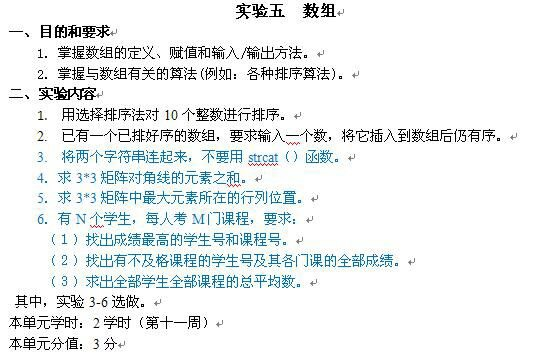 实验五 数组
一、目的和要求
1. 掌握数组的定义、赋值和输入/输出方法。
2. 掌握与数组有关的算法(例如：各种排序算法)。
二、实验内容
1. 用选择排序法对10个整数进行排序。
2. 已有一个已排好序的数组，要求输入一个数，将它插入到数组后仍有序。
3. 将两个字符串连起来，不要用strcat（）函数。
4. 求3*3矩阵对角线的元素之和。
5. 求3*3矩阵中最大元素所在的行列位置。
6. 有N个学生，每人考M门课程，要求：
（1）找出成绩最高的学生号和课程号。
（2）找出有不及格课程的学生号及其各门课的全部成绩。
（3）求出全部学生全部课程的总平均数。
其中，实验3-6选做。
本单元学时：2学时（第十一周）
本单元分值：3分